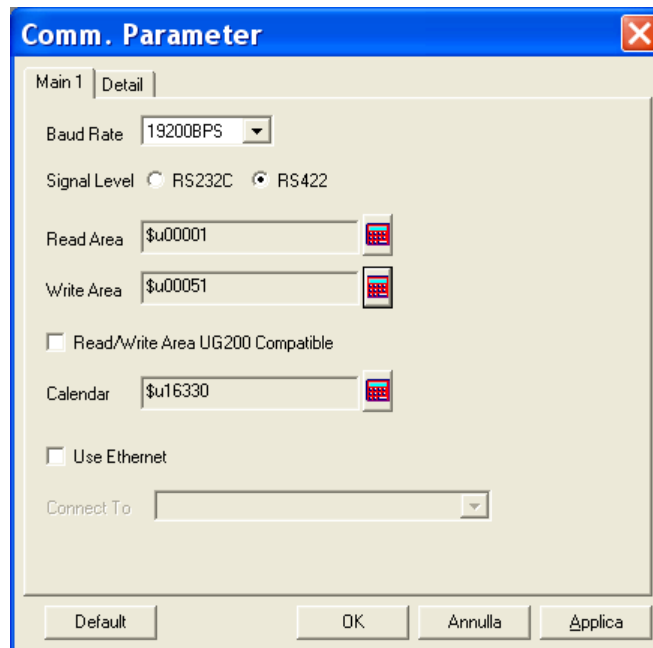 Comm. Parameter
Main 1 Detail
Baud Rate 19200BPS
Signal Level RS232C RS422
Read Area $u00001
Write Area $u00051
Read/Write Area UG200 Compatible
Calendar $u16330
Use Ethernet
Connect To
Default OK Annulla Applica